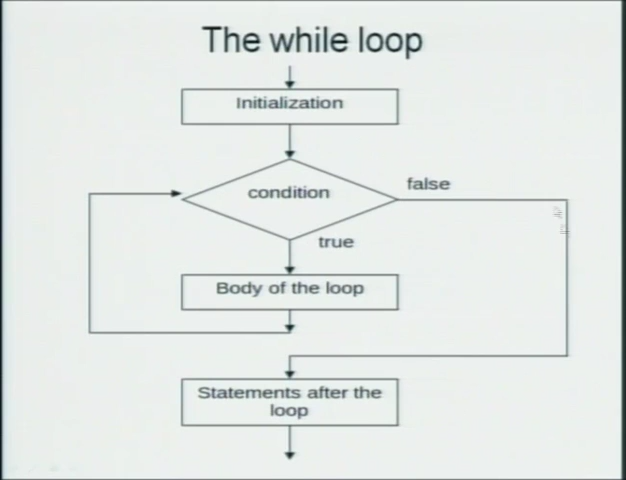 The while loop
Initialization
condition
false
true
Body of the loop
Statements after the
loop